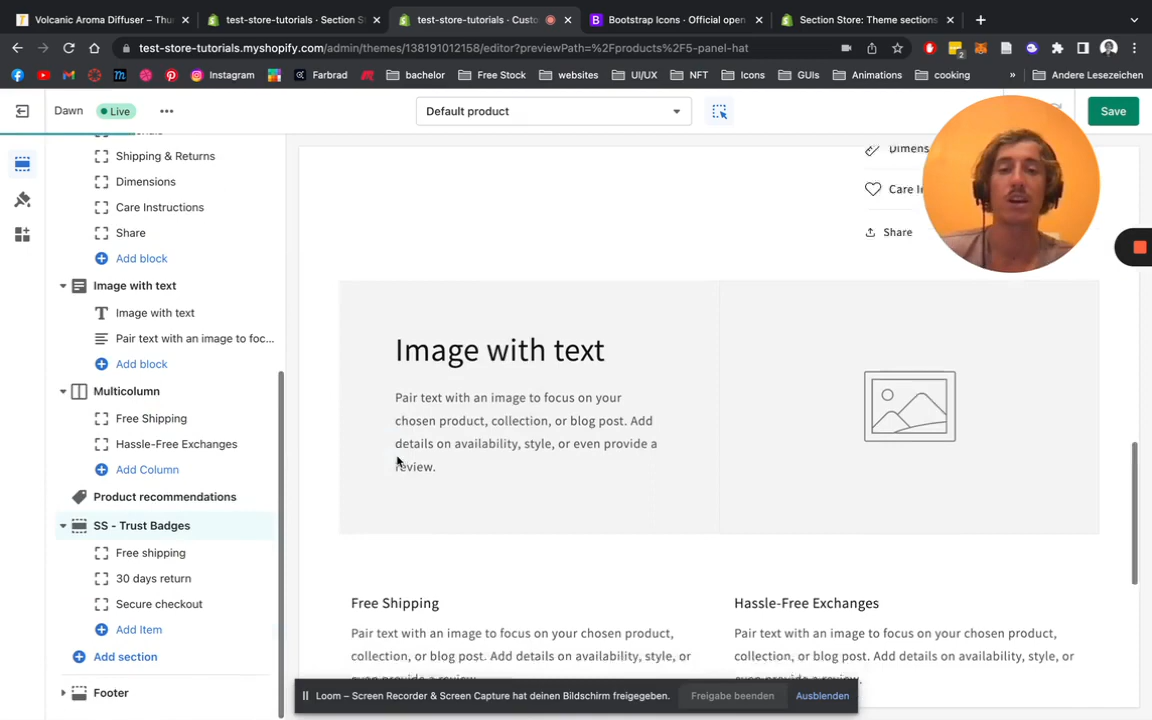 Volcanic Aroma Diffuser – Thu
test-store-tutorials · Section S
test-store-tutorials · Custo
Bootstrap Icons · Official open
Section Store: Theme sections
test-store-tutorials.myshopify.com/admin/themes/138191012158/editor?previewPath=%2Fproducts%2F5-panel-hat
Instagram
Farbrad
bachelor
Free Stock
websites
UI/UX
NFT
Icons
GUIs
Animations
cooking
»
Andere Lesezeichen
Dawn
Live
Default product
Save
Shipping & Returns
Dimensions
Care Instructions
Share
Add block
Image with text
Image with text
Pair text with an image to foc...
Add block
Multicolumn
Free Shipping
Hassle-Free Exchanges
Add Column
Product recommendations
SS - Trust Badges
Free shipping
30 days return
Secure checkout
Add Item
Add section
Footer
Dimens
Care I
Share
Image with text
Pair text with an image to focus on your
chosen product, collection, or blog post. Add
details on availability, style, or even provide a
review.
Free Shipping
Pair text with an image to focus on your chosen product,
collection, or blog post. Add details on availability, style, or
even provide a review.
Hassle-Free Exchanges
Pair text with an image to focus on your chosen product,
collection, or blog post. Add details on availability, style, or
Loom – Screen Recorder & Screen Capture hat deinen Bildschirm freigegeben.
Freigabe beenden
Ausblenden